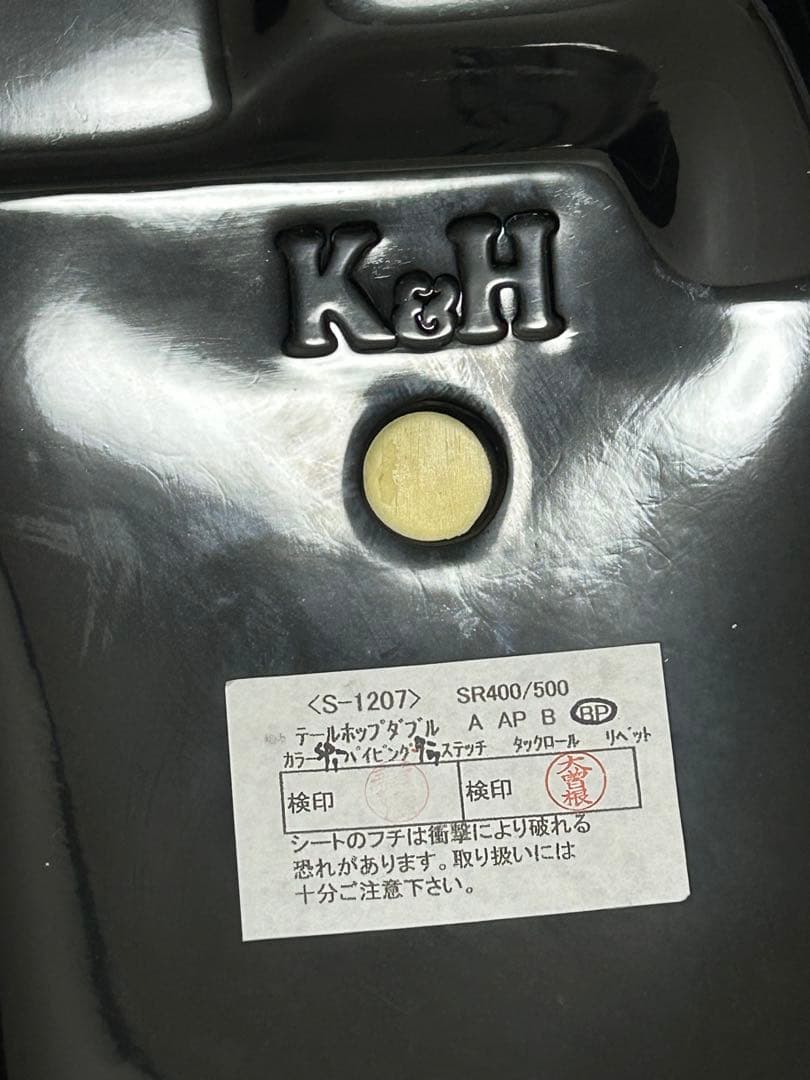 K&H
<S-1207> SR400/500
テールホップダブル A AP B BP
カラー パイピング ステッチ タックロール リベット
検印 検印 大曽根
シートのフチは衝撃により破れる
恐れがあります。取り扱いには
十分ご注意下さい。